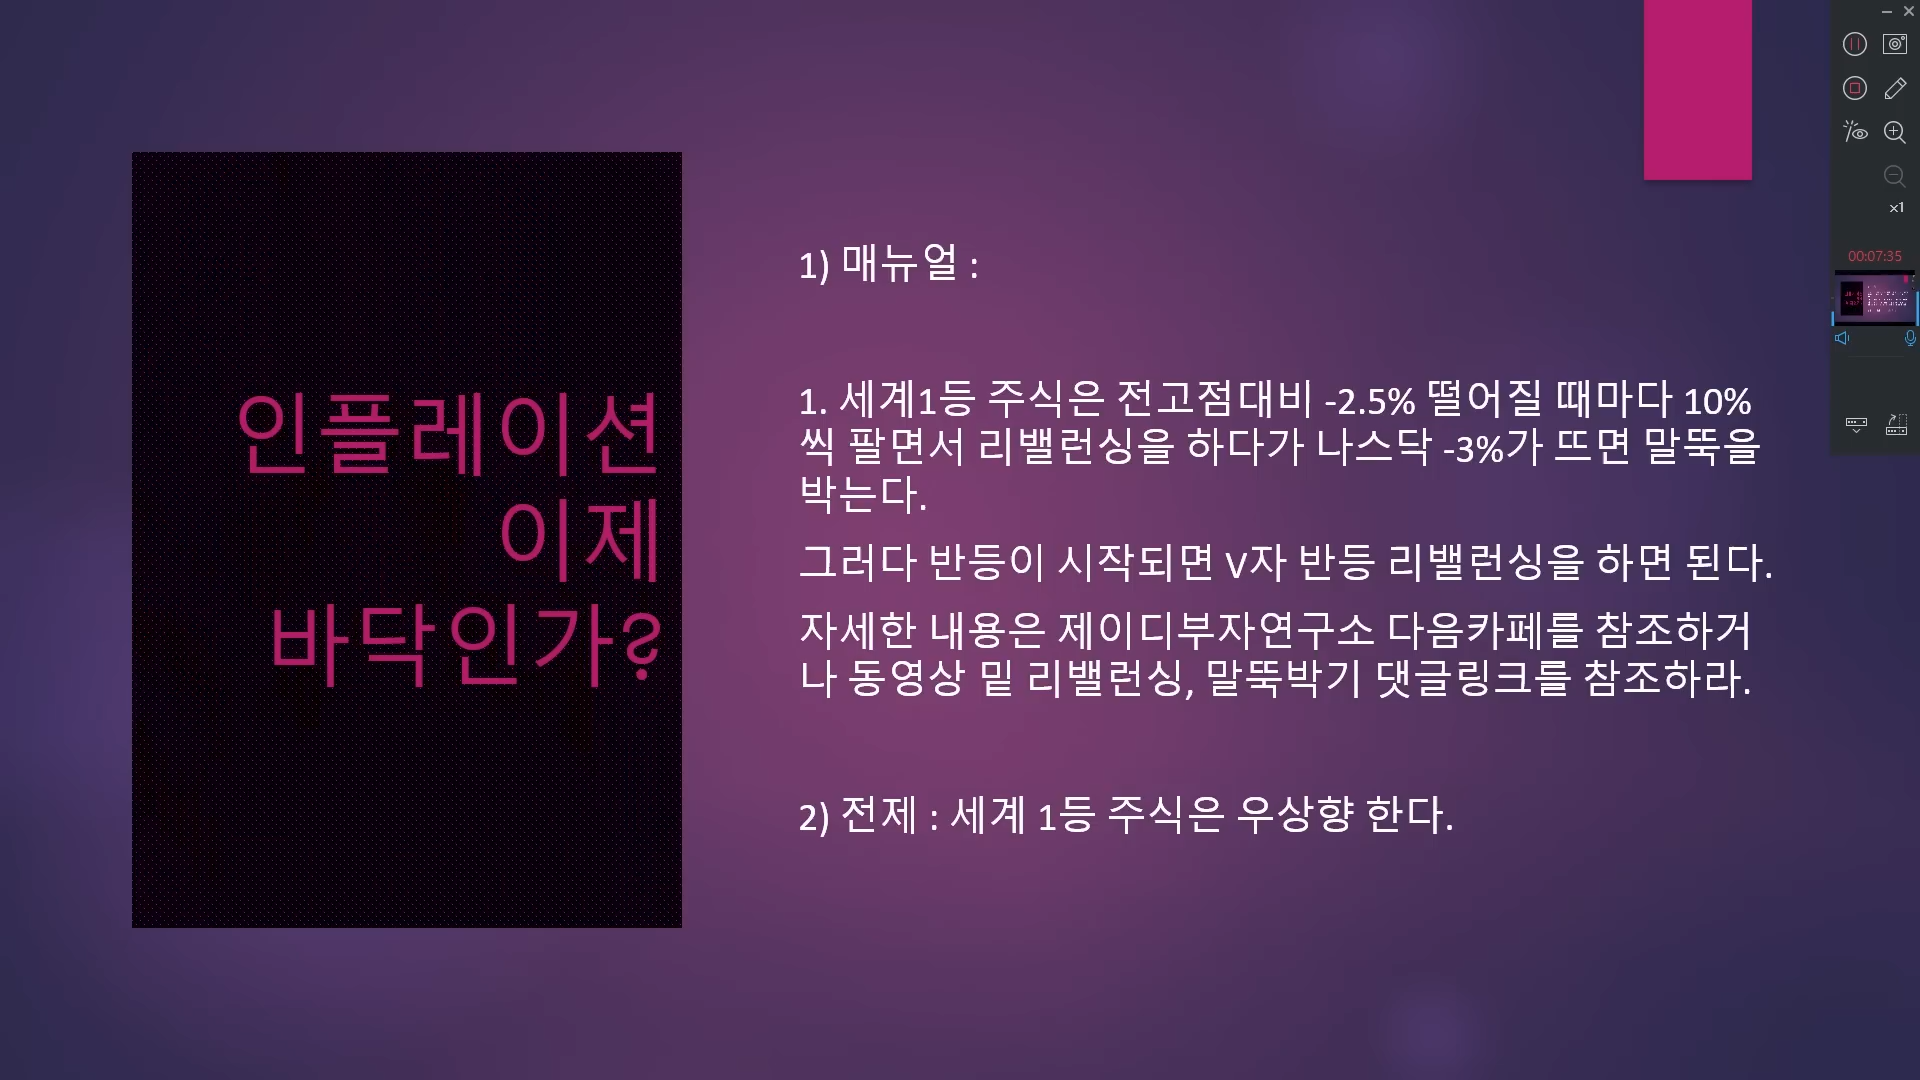 인플레이션
이제
바닥인가?
1) 매뉴얼 :
1. 세계1등 주식은 전고점대비 -2.5% 떨어질 때마다 10%
씩 팔면서 리밸런싱을 하다가 나스닥 -3%가 뜨면 말뚝을
박는다.
그러다 반등이 시작되면 V자 반등 리밸런싱을 하면 된다.
자세한 내용은 제이디부자연구소 다음카페를 참조하거
나 동영상 밑 리밸런싱, 말뚝박기 댓글링크를 참조하라.
2) 전제 : 세계 1등 주식은 우상향 한다.
x1
00:07:35